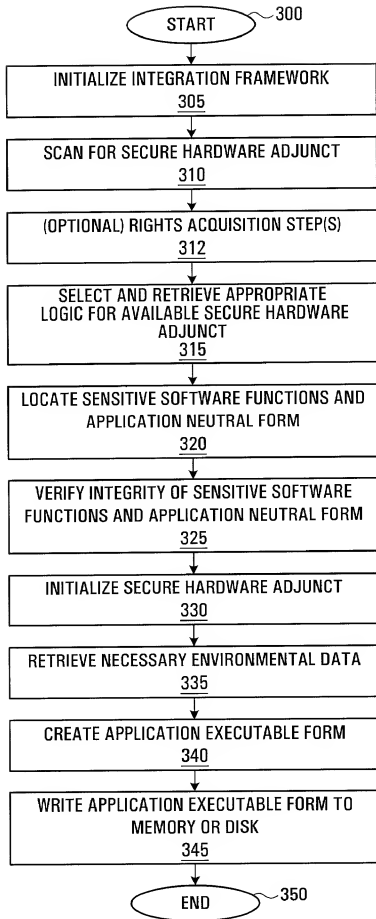 START
300
INITIALIZE INTEGRATION FRAMEWORK
305
SCAN FOR SECURE HARDWARE ADJUNCT
310
(OPTIONAL) RIGHTS ACQUISITION STEP(S)
312
SELECT AND RETRIEVE APPROPRIATE
LOGIC FOR AVAILABLE SECURE HARDWARE
ADJUNCT
315
LOCATE SENSITIVE SOFTWARE FUNCTIONS AND
APPLICATION NEUTRAL FORM
320
VERIFY INTEGRITY OF SENSITIVE SOFTWARE
FUNCTIONS AND APPLICATION NEUTRAL FORM
325
INITIALIZE SECURE HARDWARE ADJUNCT
330
RETRIEVE NECESSARY ENVIRONMENTAL DATA
335
CREATE APPLICATION EXECUTABLE FORM
340
WRITE APPLICATION EXECUTABLE FORM TO
MEMORY OR DISK
345
END
350